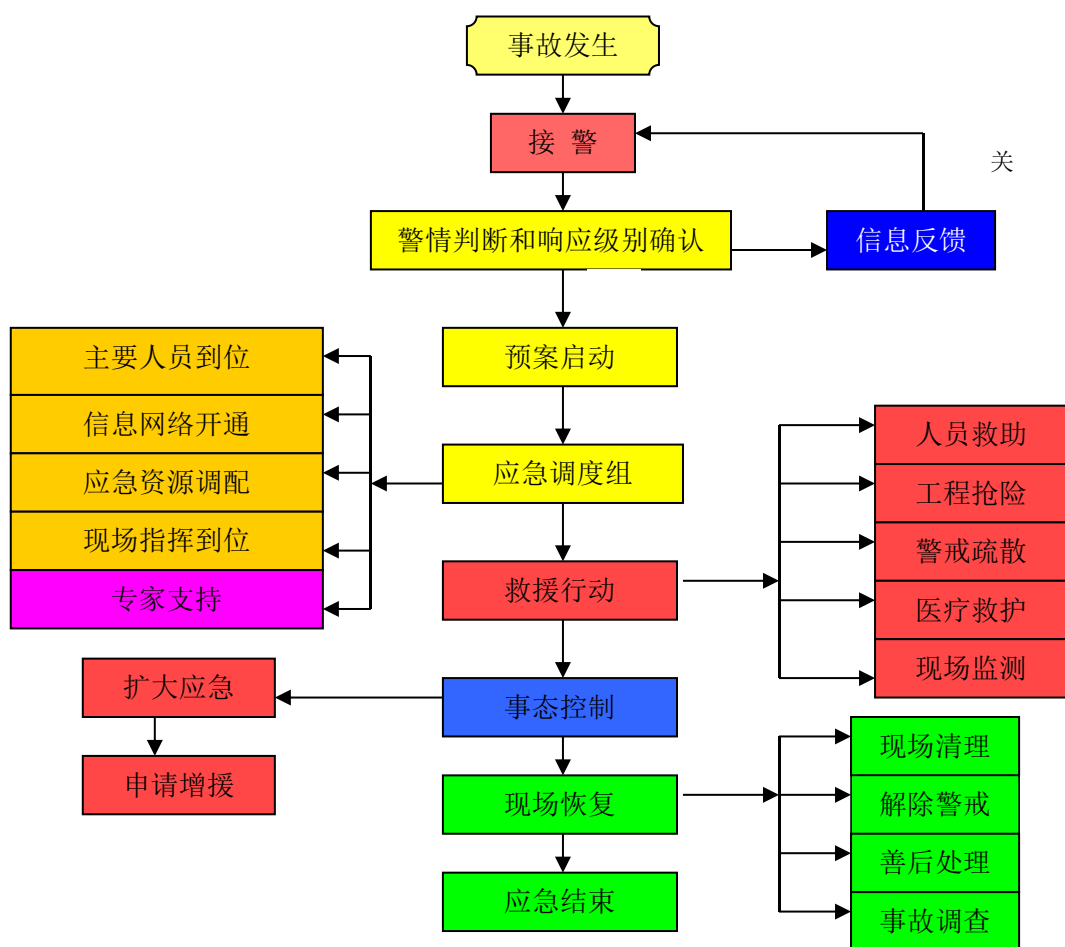 事故发生
接 警
关
警情判断和响应级别确认
信息反馈
预案启动
主要人员到位
信息网络开通
应急资源调配
现场指挥到位
专家支持
应急调度组
人员救助
工程抢险
警戒疏散
医疗救护
现场监测
救援行动
扩大应急
申请增援
事态控制
现场恢复
现场清理
解除警戒
善后处理
事故调查
应急结束